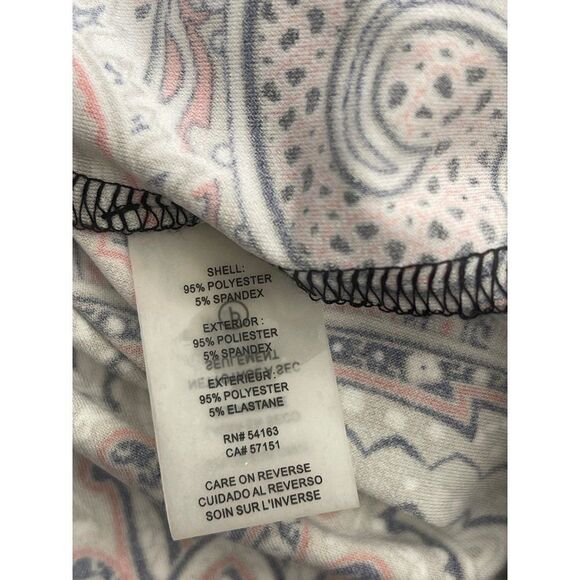 SHELL:
95% POLYESTER
5% SPANDEX
EXTERIOR :
95% POLIESTER
5% SPANDEX
EXTERIEUR :
95% POLYESTER
5% ELASTANE
RN# 54163
CA# 57151
CARE ON REVERSE
CUIDADO AL REVERSO
SOIN SUR L'INVERSE